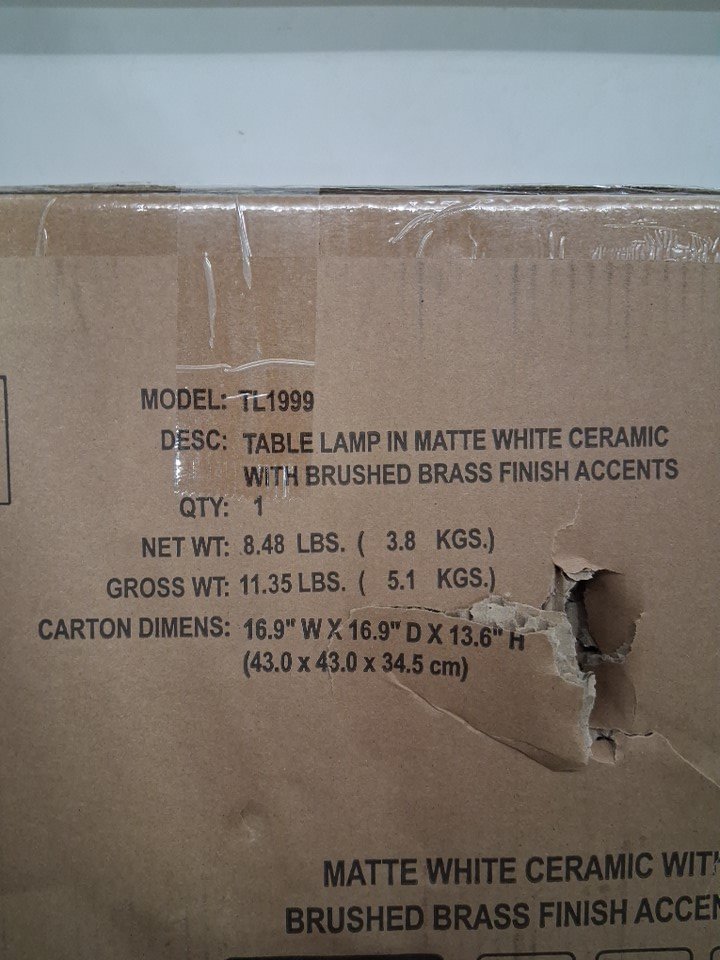 MODEL: TL1999
DESC: TABLE LAMP IN MATTE WHITE CERAMIC
WITH BRUSHED BRASS FINISH ACCENTS
QTY: 1
NET WT: 8.48 LBS. ( 3.8 KGS.)
GROSS WT: 11.35 LBS. ( 5.1 KGS.)
CARTON DIMENS: 16.9" W X 16.9" D X 13.6" H
(43.0 x 43.0 x 34.5 cm)
MATTE WHITE CERAMIC WITH
BRUSHED BRASS FINISH ACCEN